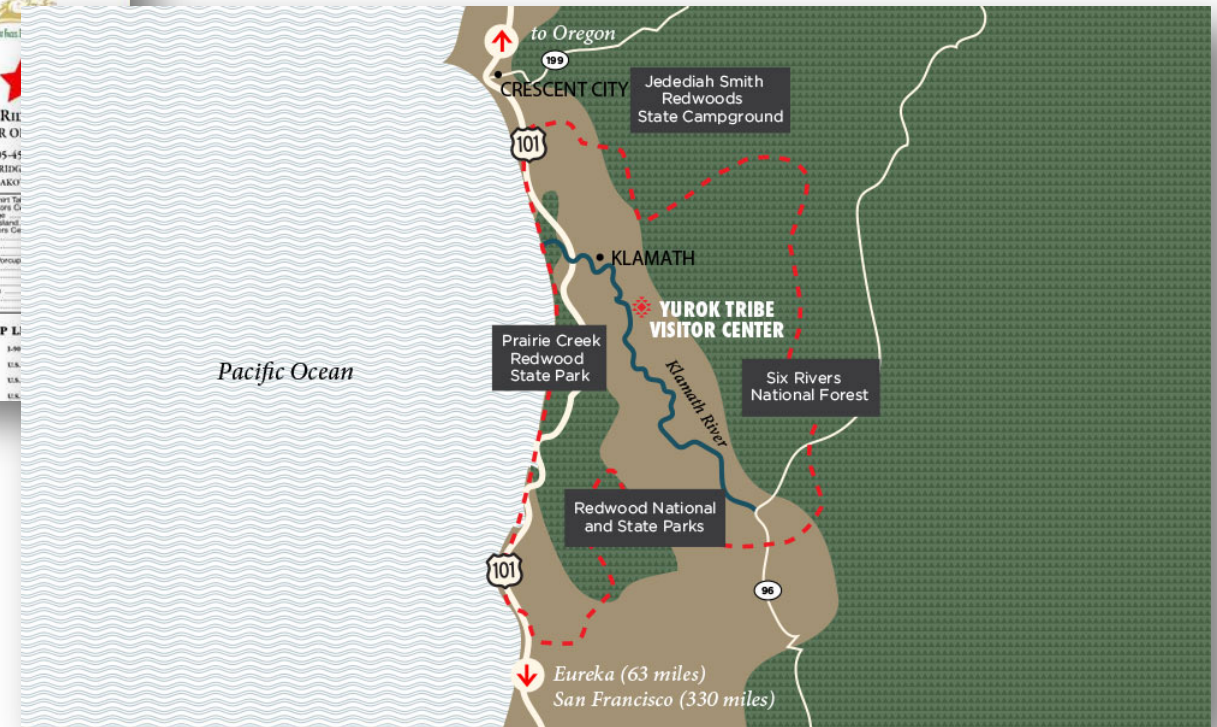 to Oregon
199
CRESCENT CITY
Jedediah Smith
Redwoods
State Campground
101
KLAMATH
YUROK TRIBE
VISITOR CENTER
Prairie Creek
Redwood
State Park
Pacific Ocean
Klamath River
Six Rivers
National Forest
Redwood National
and State Parks
101
96
Eureka (63 miles)
San Francisco (330 miles)